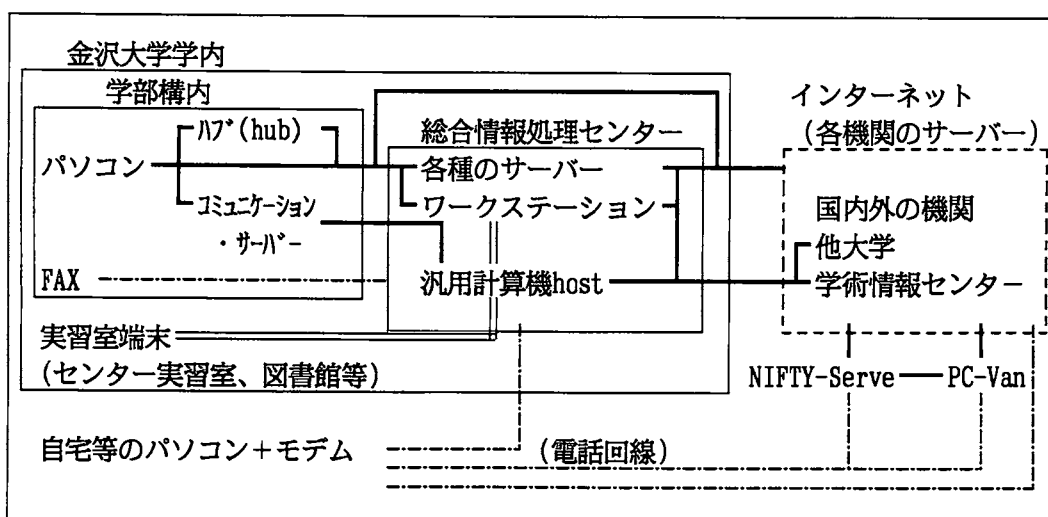 金沢大学学内
学部構内
インターネット
(各機関のサーバー)
ﾊﾌﾞ(hub)
総合情報処理センター
パソコン
各種のサーバー
ワークステーション
ｺﾐｭﾆｹｰｼｮﾝ
・ｻｰﾊﾞｰ
国内外の機関
他大学
FAX
汎用計算機host
学術情報センター
実習室端末
(センター実習室、図書館等)
NIFTY-Serve
PC-Van
自宅等のパソコン+モデム
(電話回線)